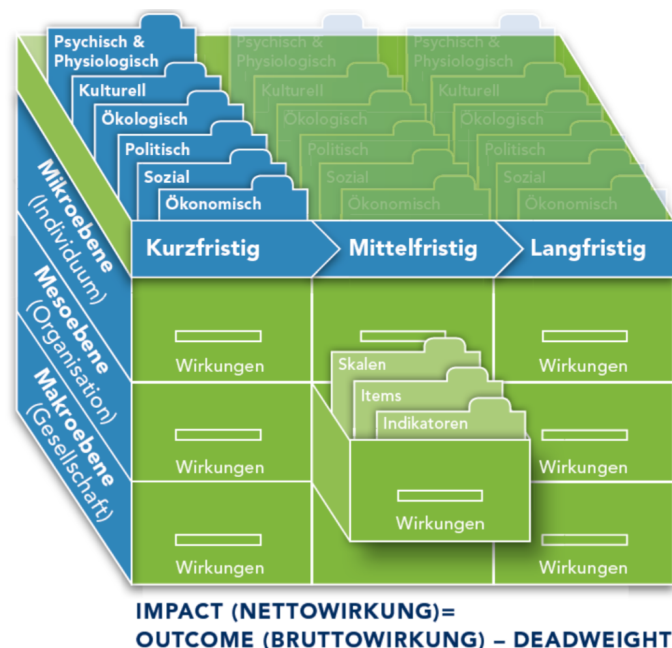 Psychisch &
Physiologisch
Kulturell
Ökologisch
Politisch
Sozial
Ökonomisch
Psychisch &
Physiologisch
Kulturell
Ökologisch
Politisch
Sozial
Ökonomisch
Psychisch &
Physiologisch
Kulturell
Ökologisch
Politisch
Sozial
Ökonomisch
Mikroebene
(Individuum)
Mesoebene
(Organisation)
Makroebene
(Gesellschaft)
Kurzfristig
Mittelfristig
Langfristig
Wirkungen
Skalen
Items
Indikatoren
Wirkungen
Wirkungen
Wirkungen
Wirkungen
Wirkungen
Wirkungen
IMPACT (NETTOWIRKUNG)=
OUTCOME (BRUTTOWIRKUNG) – DEADWEIGHT